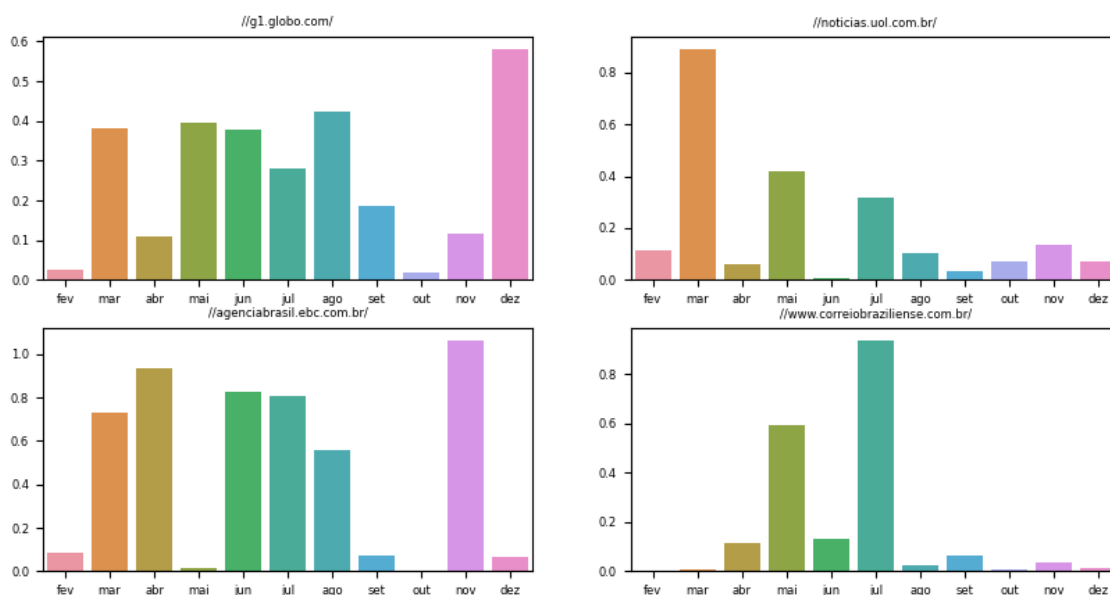 //g1.globo.com/
0.6
0.5
0.4
0.3
0.2
0.1
0.0
fev mar abr mai jun jul ago set out nov dez
//noticias.uol.com.br/
0.8
0.6
0.4
0.2
0.0
fev mar abr mai jun jul ago set out nov dez
//agenciabrasil.ebc.com.br/
1.0
0.8
0.6
0.4
0.2
0.0
fev mar abr mai jun jul ago set out nov dez
//www.correiobraziliense.com.br/
0.8
0.6
0.4
0.2
0.0
fev mar abr mai jun jul ago set out nov dez